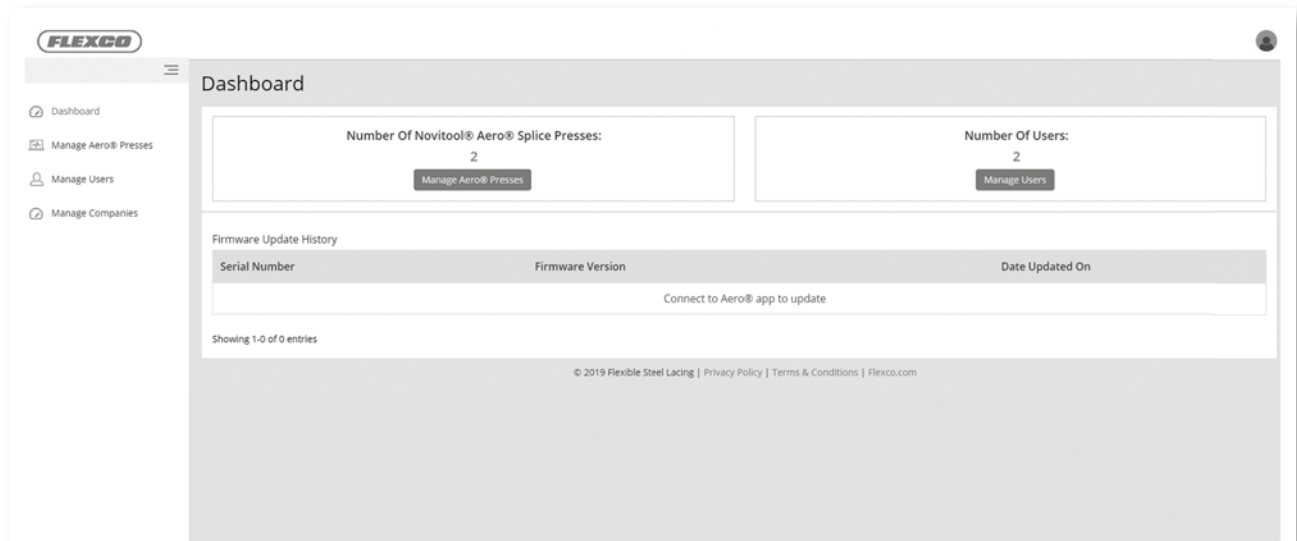 FLEXCO
Dashboard
Manage Aero® Presses
Manage Users
Manage Companies
Dashboard
Number Of Novitool® Aero® Splice Presses:
2
Manage Aero® Presses
Number Of Users:
2
Manage Users
Firmware Update History
Serial Number Firmware Version Date Updated On
Connect to Aero® app to update
Showing 1-0 of 0 entries
© 2019 Flexible Steel Lacing | Privacy Policy | Terms & Conditions | Flexco.com